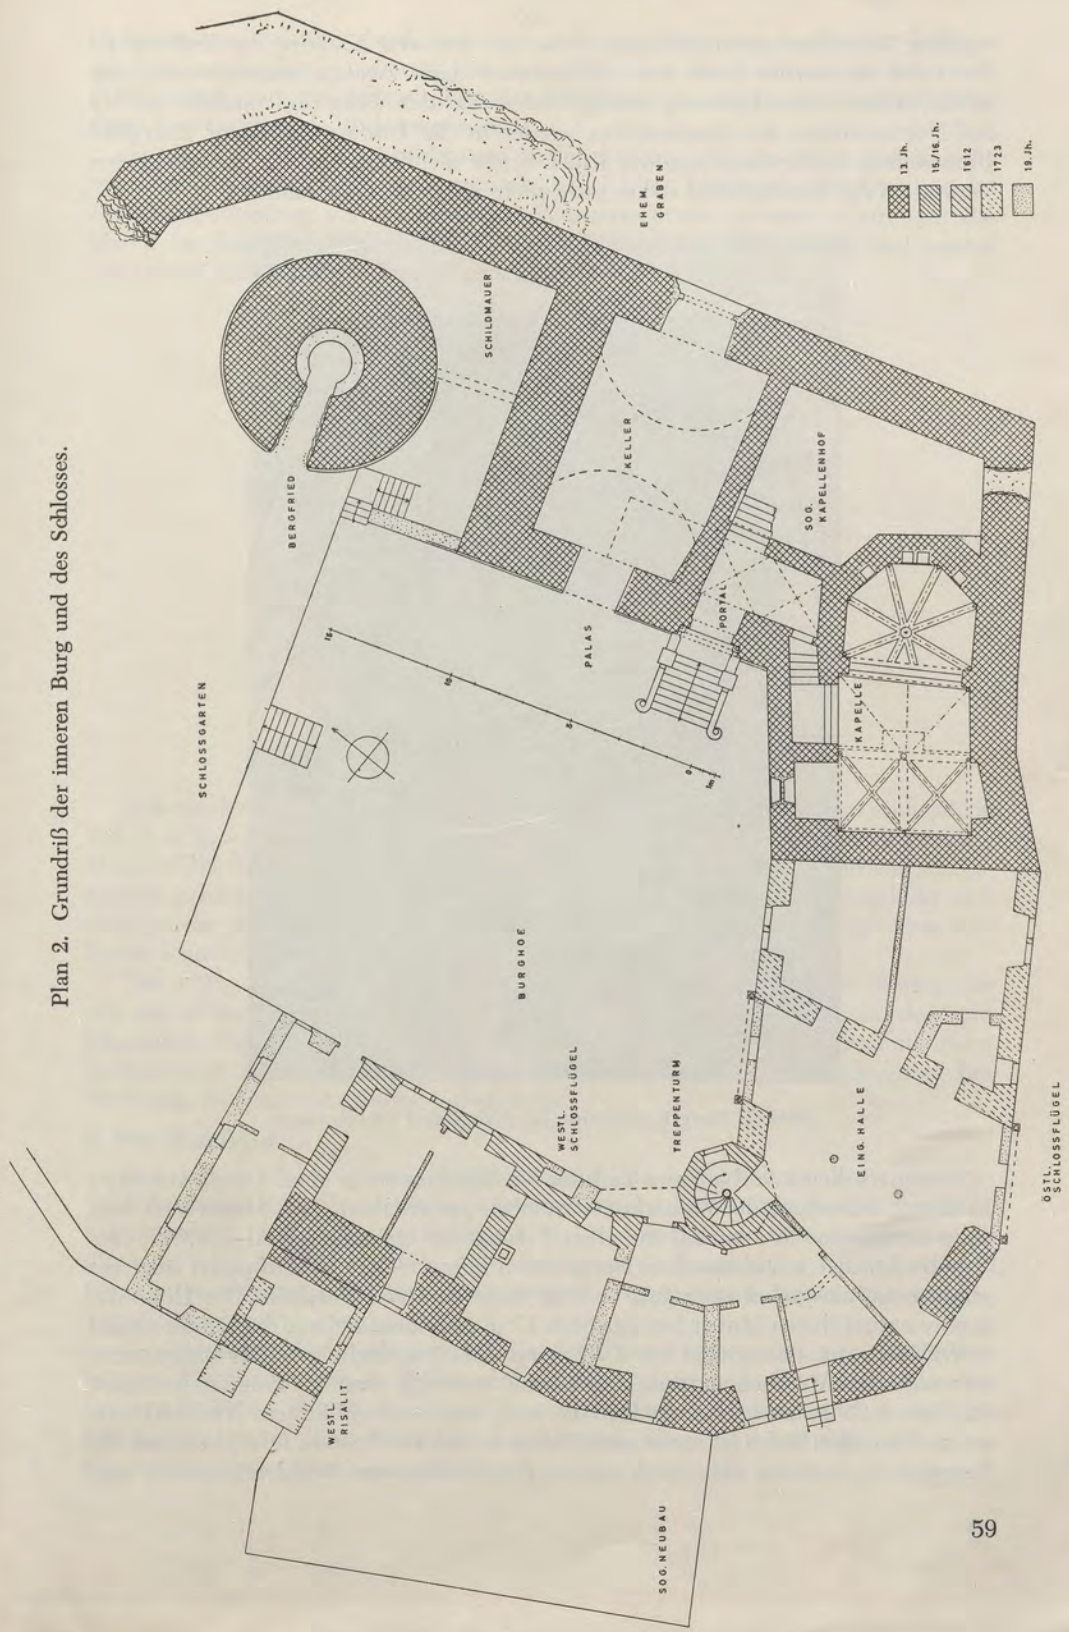 Plan 2. Grundriß der inneren Burg und des Schlosses.
SCHLOSSGARTEN
BERGFRIED
SCHILDMAUER
EHEM.
GRABEN
13. Jh.
15./16. Jh.
1612
1723
19. Jh.
KELLER
PALAS
PORTAL
SOG.
KAPELLENHOF
KAPELLE
15
10
5
0
1m
BURGHOF
WESTL.
SCHLOSSFLÜGEL
TREPPENTURM
EING. HALLE
ÖSTL.
SCHLOSSFLÜGEL
WESTL.
RISALIT
SOG. NEUBAU
59